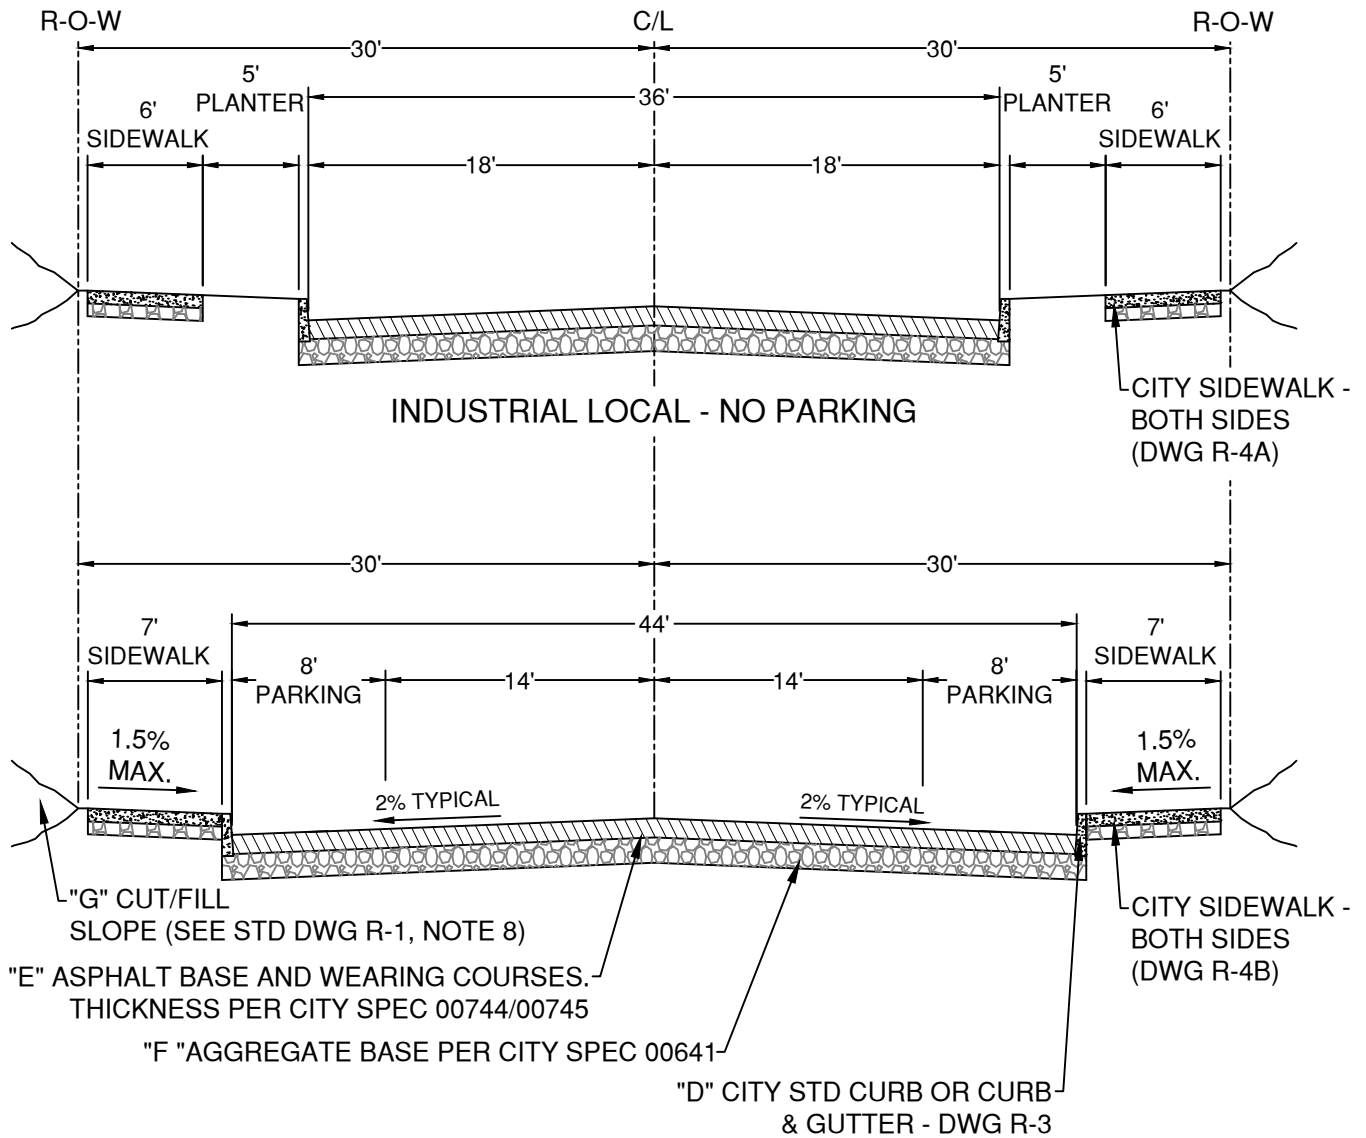 R-O-W C/L R-O-W
30' 30'
5' 5'
PLANTER 36' PLANTER
6' 6'
SIDEWALK SIDEWALK
18' 18'
CITY SIDEWALK -
BOTH SIDES
(DWG R-4A)
INDUSTRIAL LOCAL - NO PARKING
30' 30'
44'
7' 7'
SIDEWALK SIDEWALK
8' 8'
PARKING 14' 14' PARKING
1.5% 1.5%
MAX. MAX.
2% TYPICAL 2% TYPICAL
"G" CUT/FILL
SLOPE (SEE STD DWG R-1, NOTE 8)
CITY SIDEWALK -
BOTH SIDES
(DWG R-4B)
"E" ASPHALT BASE AND WEARING COURSES.
THICKNESS PER CITY SPEC 00744/00745
"F "AGGREGATE BASE PER CITY SPEC 00641
"D" CITY STD CURB OR CURB
& GUTTER - DWG R-3